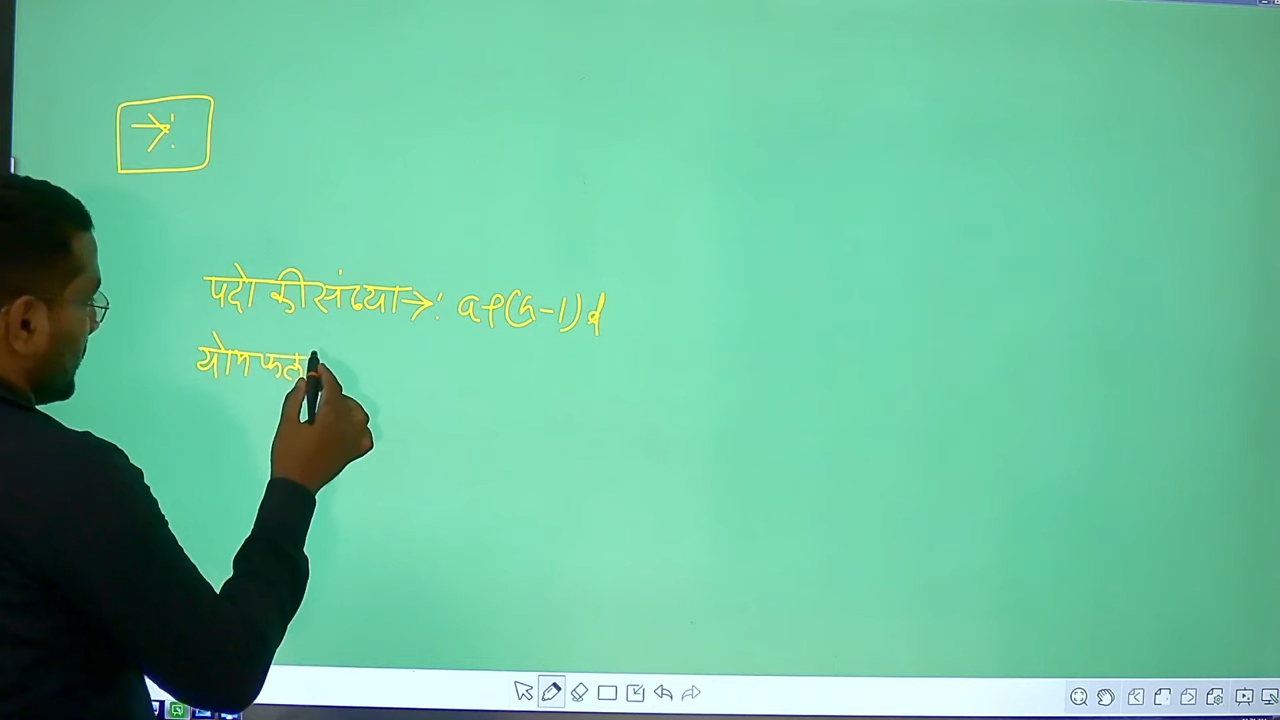 →:
पदो की संख्या →: a+(n-1)d
योगफल